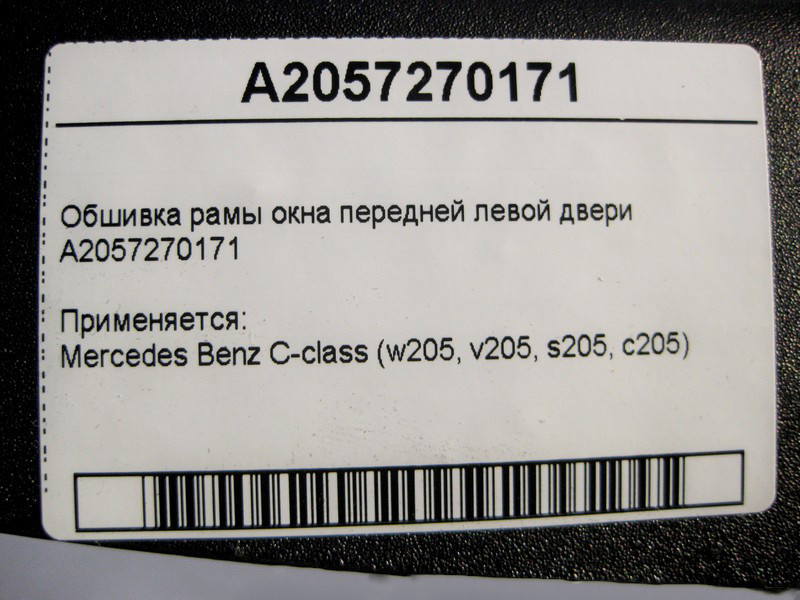 A2057270171
Обшивка рамы окна передней левой двери
A2057270171
Применяется:
Mercedes Benz C-class (w205, v205, s205, c205)